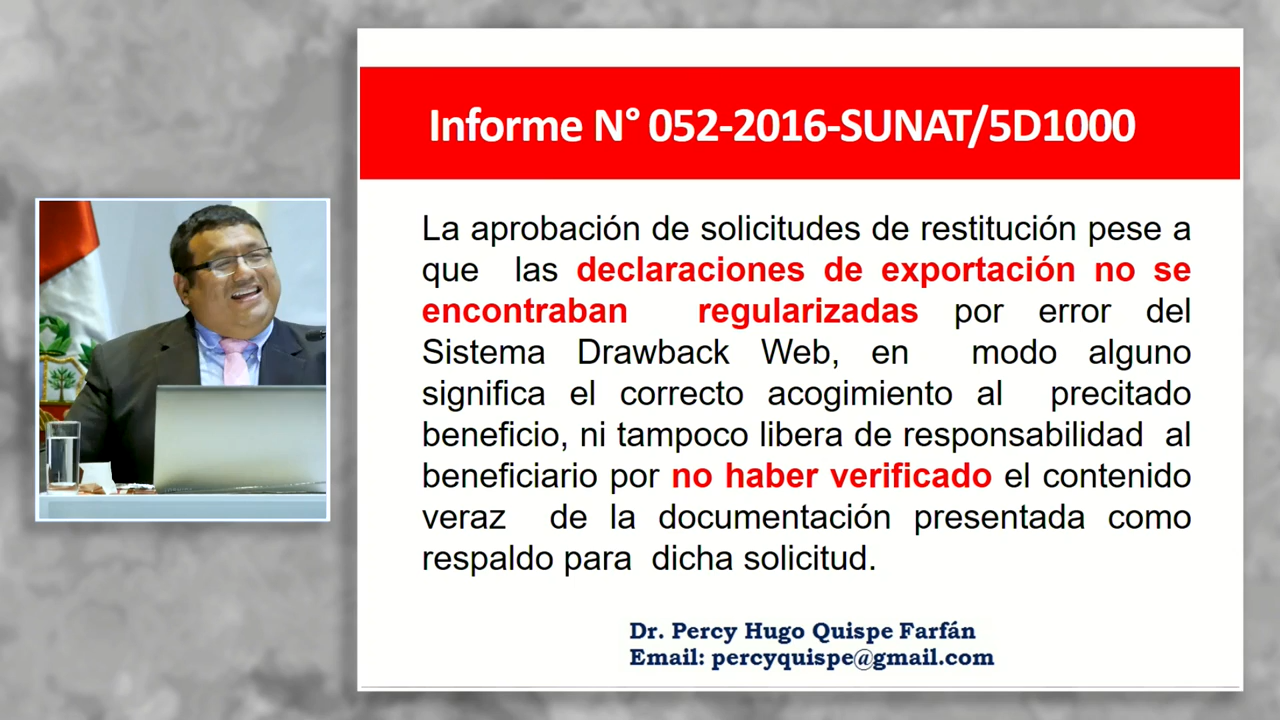 Informe N° 052-2016-SUNAT/5D1000
La aprobación de solicitudes de restitución pese a
que las declaraciones de exportación no se
encontraban regularizadas por error del
Sistema Drawback Web, en modo alguno
significa el correcto acogimiento al precitado
beneficio, ni tampoco libera de responsabilidad al
beneficiario por no haber verificado el contenido
veraz de la documentación presentada como
respaldo para dicha solicitud.
Dr. Percy Hugo Quispe Farfán
Email: percyquispe@gmail.com